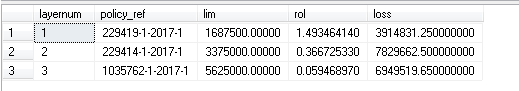 layernum policy_ref lim rol loss
1 1 229419-1-2017-1 1687500.00000 1.493464140 3914831.250000000
2 2 229414-1-2017-1 3375000.00000 0.366725330 7829662.500000000
3 3 1035762-1-2017-1 5625000.00000 0.059468970 6949519.650000000